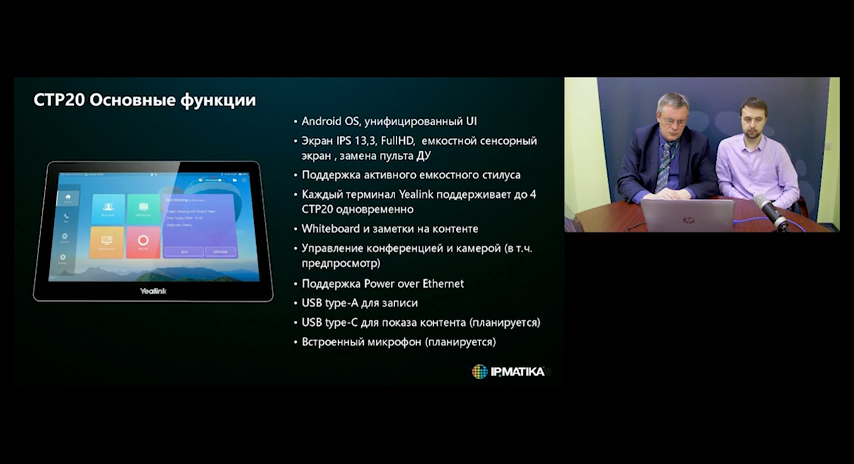 CTP20 Основные функции
• Android OS, унифицированный UI
• Экран IPS 13,3, FullHD, емкостной сенсорный
экран , замена пульта ДУ
• Поддержка активного емкостного стилуса
• Каждый терминал Yealink поддерживает до 4
CTP20 одновременно
• Whiteboard и заметки на контенте
• Управление конференцией и камерой (в т.ч.
предпросмотр)
• Поддержка Power over Ethernet
• USB type-A для записи
• USB type-C для показа контента (планируется)
• Встроенный микрофон (планируется)
Yealink
IPMATIKA